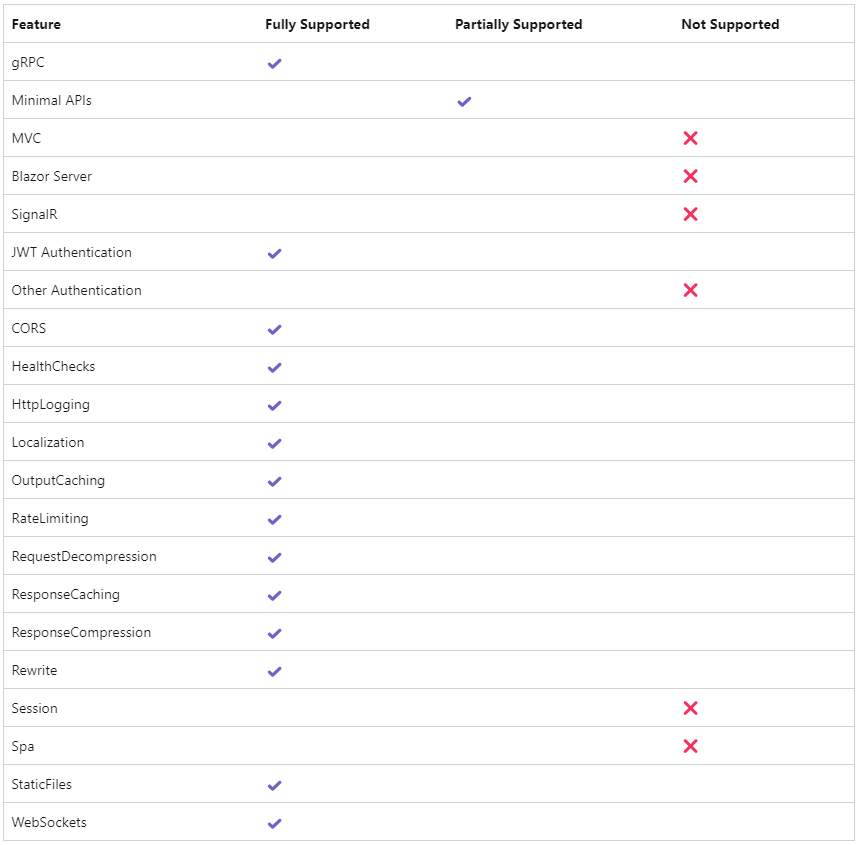 Feature Fully Supported Partially Supported Not Supported
gRPC ✔
Minimal APIs ✔
MVC ❌
Blazor Server ❌
SignalR ❌
JWT Authentication ✔
Other Authentication ❌
CORS ✔
HealthChecks ✔
HttpLogging ✔
Localization ✔
OutputCaching ✔
RateLimiting ✔
RequestDecompression ✔
ResponseCaching ✔
ResponseCompression ✔
Rewrite ✔
Session ❌
Spa ❌
StaticFiles ✔
WebSockets ✔